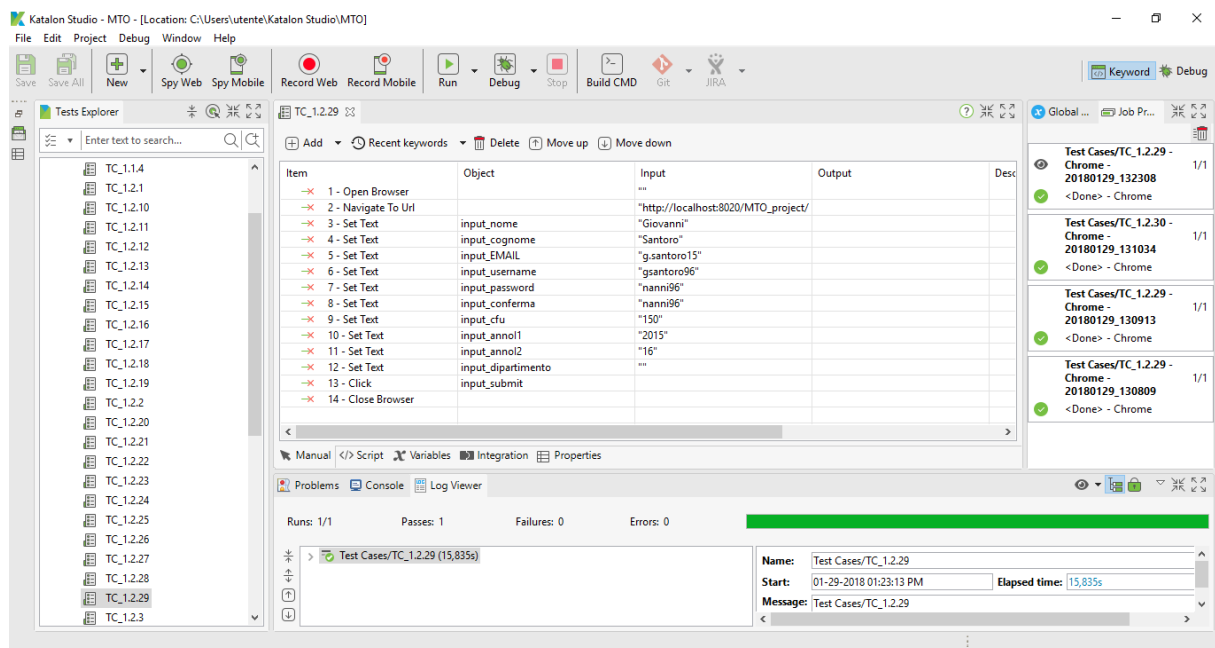 Katalon Studio - MTO - [Location: C:\Users\utente\Katalon Studio\MTO]
File Edit Project Debug Window Help
Save Save All New Spy Web Spy Mobile Record Web Record Mobile Run Debug Stop Build CMD Git JIRA Keyword Debug
Tests Explorer
Enter text to search...
TC_1.1.4
TC_1.2.1
TC_1.2.10
TC_1.2.11
TC_1.2.12
TC_1.2.13
TC_1.2.14
TC_1.2.15
TC_1.2.16
TC_1.2.17
TC_1.2.18
TC_1.2.19
TC_1.2.2
TC_1.2.20
TC_1.2.21
TC_1.2.22
TC_1.2.23
TC_1.2.24
TC_1.2.25
TC_1.2.26
TC_1.2.27
TC_1.2.28
TC_1.2.29
TC_1.2.3
TC_1.2.29
Add Recent keywords Delete Move up Move down
Item Object Input Output Desc
1 - Open Browser ""
2 - Navigate To Url "http://localhost:8020/MTO_project/
3 - Set Text input_nome "Giovanni"
4 - Set Text input_cognome "Santoro"
5 - Set Text input_EMAIL "g.santoro15"
6 - Set Text input_username "gsantoro96"
7 - Set Text input_password "nanni96"
8 - Set Text input_conferma "nanni96"
9 - Set Text input_cfu "150"
10 - Set Text input_annol1 "2015"
11 - Set Text input_annol2 "16"
12 - Set Text input_dipartimento ""
13 - Click input_submit
14 - Close Browser
Manual </> Script Variables Integration Properties
Problems Console Log Viewer
Runs: 1/1 Passes: 1 Failures: 0 Errors: 0
Test Cases/TC_1.2.29 (15,835s)
Name: Test Cases/TC_1.2.29
Start: 01-29-2018 01:23:13 PM Elapsed time: 15,835s
Message: Test Cases/TC_1.2.29
Global ... Job Pr...
Test Cases/TC_1.2.29 -
Chrome - 1/1
20180129_132308
<Done> - Chrome
Test Cases/TC_1.2.30 -
Chrome - 1/1
20180129_131034
<Done> - Chrome
Test Cases/TC_1.2.29 -
Chrome - 1/1
20180129_130913
<Done> - Chrome
Test Cases/TC_1.2.29 -
Chrome - 1/1
20180129_130809
<Done> - Chrome